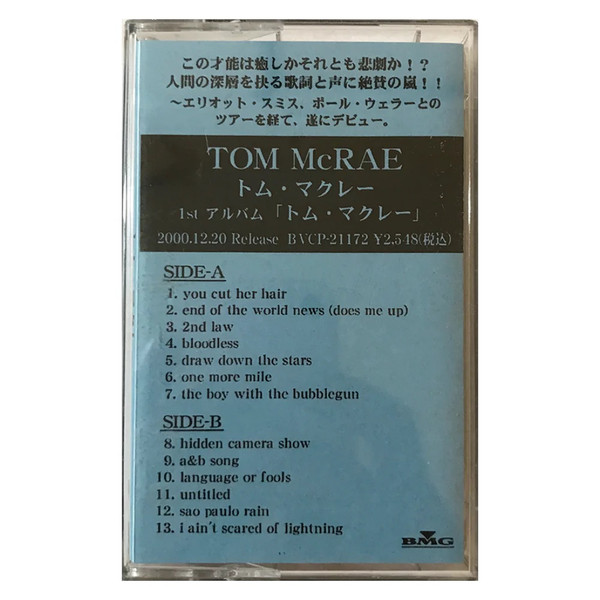 この才能は癒しかそれとも悲劇か！？
人間の深層を抉る歌詞と声に絶賛の嵐！！
～エリオット・スミス、ポール・ウェラーとの
ツアーを経て、遂にデビュー。
TOM McRAE
トム・マクレー
1st アルバム「トム・マクレー」
2000.12.20 Release BVCP-21172 ¥2,548(税込)
SIDE-A
1. you cut her hair
2. end of the world news (does me up)
3. 2nd law
4. bloodless
5. draw down the stars
6. one more mile
7. the boy with the bubblegun
SIDE-B
8. hidden camera show
9. a&b song
10. language or fools
11. untitled
12. sao paulo rain
13. i ain't scared of lightning
BMG